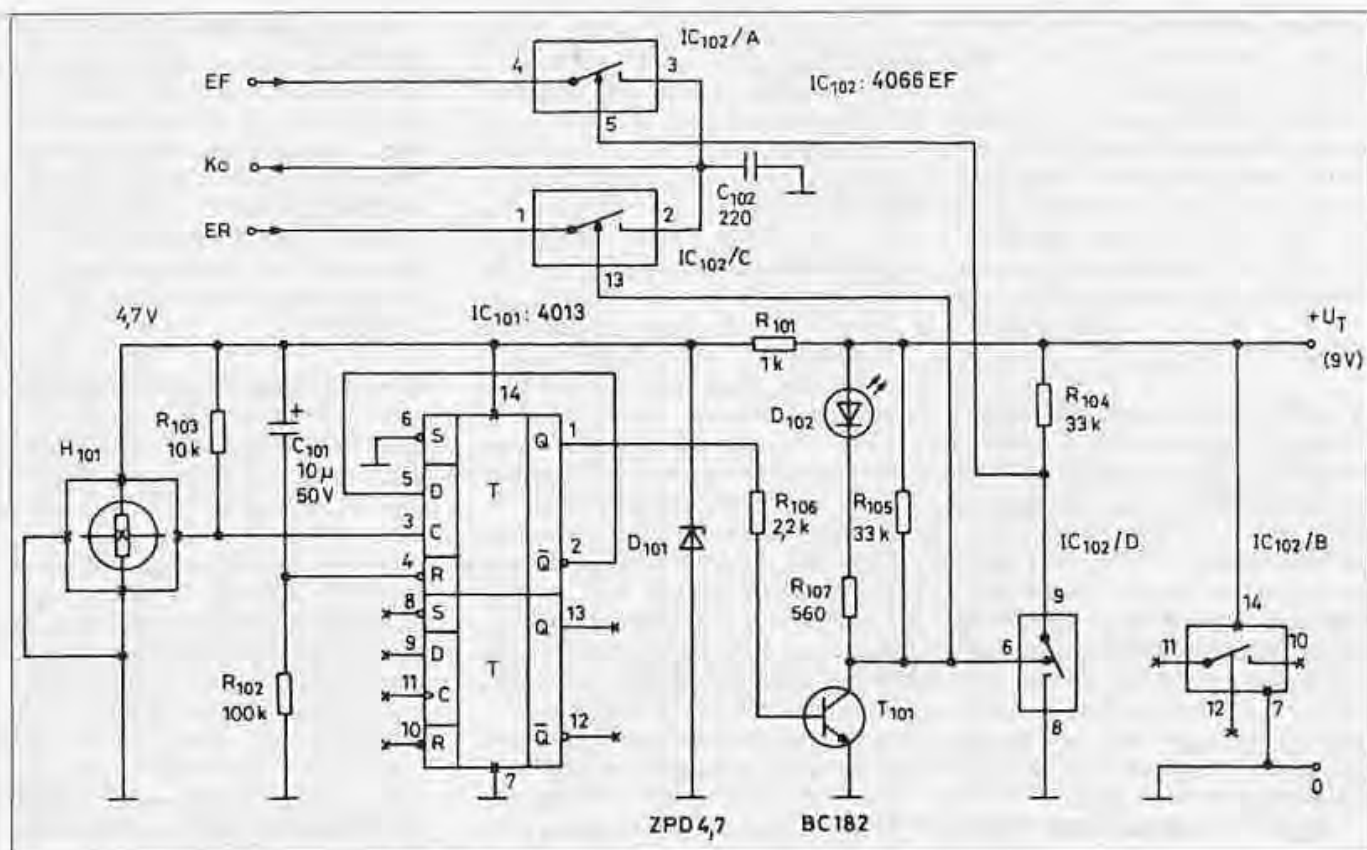 IC102/A
EF
4
3
IC102: 4066 EF
5
Ko
C102
220
ER
1
2
IC102/C
13
4,7V
IC101: 4013
R101
1k
+UT
(9V)
14
R103
10k
+
C101
10µ
50V
H101
6
S
Q
1
5
D
T
3
C
Q
2
4
R
8
S
Q
13
9
D
T
11
C
10
R
Q
12
7
R102
100k
D101
D102
R104
33k
R106
2,2k
R105
33k
R107
560
IC102/D
IC102/B
9
6
8
14
11
10
12
7
T101
0
ZPD4,7
BC182